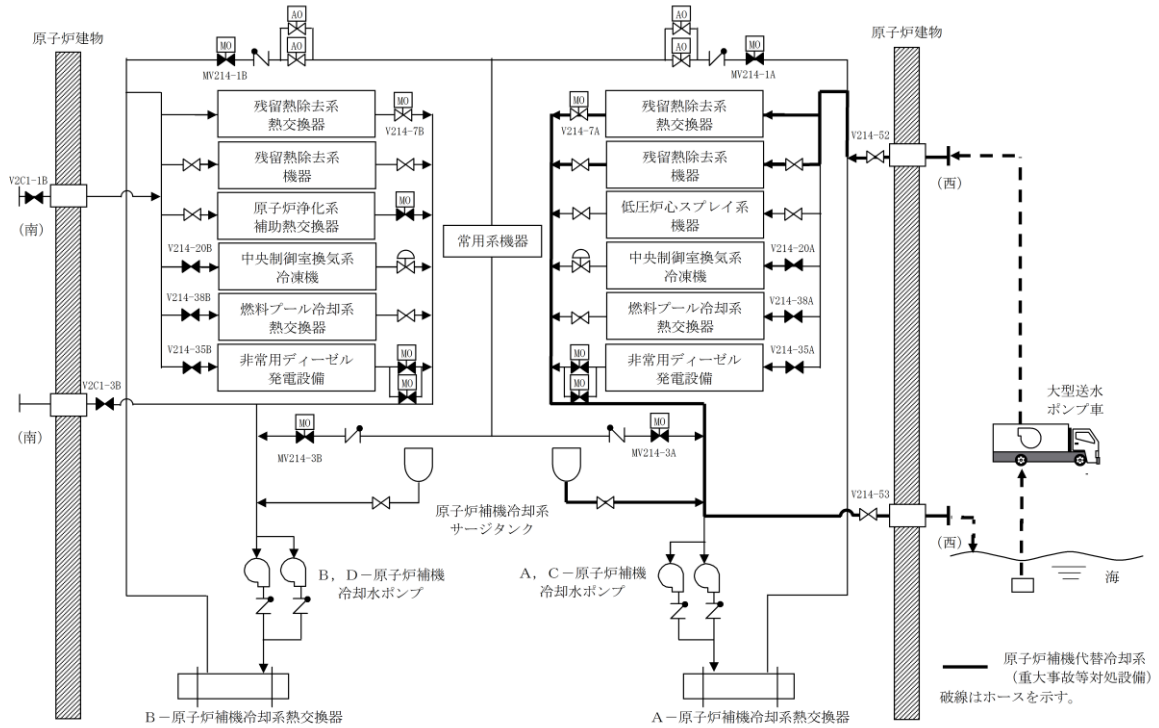 AO
AO
原子炉建物
MO
AO
AO
MO
原子炉建物
MV214-1B
MV214-1A
残留熱除去系
熱交換器
MO
V214-7B
MO
V214-7A
残留熱除去系
熱交換器
V214-52
残留熱除去系
機器
残留熱除去系
機器
(西)
V2C1-1B
(南)
原子炉浄化系
補助熱交換器
MO
低圧炉心スプレイ系
機器
常用系機器
V214-20B
中央制御室換気系
冷凍機
中央制御室換気系
冷凍機
V214-20A
V214-38B
燃料プール冷却系
熱交換器
燃料プール冷却系
熱交換器
V214-38A
V214-35B
非常用ディーゼル
発電設備
MO
MO
MO
MO
非常用ディーゼル
発電設備
V214-35A
V2C1-3B
(南)
大型送水
ポンプ車
MO
MV214-3B
MO
MV214-3A
原子炉補機冷却系
サージタンク
V214-53
(西)
海
B,D-原子炉補機
冷却水ポンプ
A,C-原子炉補機
冷却水ポンプ
原子炉補機代替冷却系
(重大事故等対処設備)
破線はホースを示す。
B-原子炉補機冷却系熱交換器
A-原子炉補機冷却系熱交換器